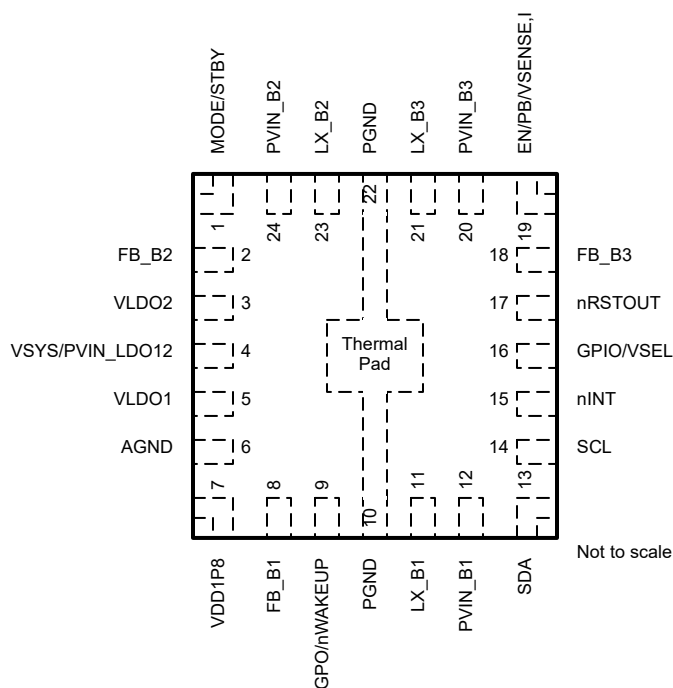 MODE/STBY
PVIN_B2
LX_B2
PGND
LX_B3
PVIN_B3
EN/PB/VSENSE,I
1
24
23
22
21
20
19
FB_B2 2
VLDO2 3
VSYS/PVIN_LDO12 4
VLDO1 5
AGND 6
Thermal
Pad
18 FB_B3
17 nRSTOUT
16 GPIO/VSEL
15 nINT
14 SCL
7
8
9
10
11
12
13
VDD1P8
FB_B1
GPO/nWAKEUP
PGND
LX_B1
PVIN_B1
SDA
Not to scale